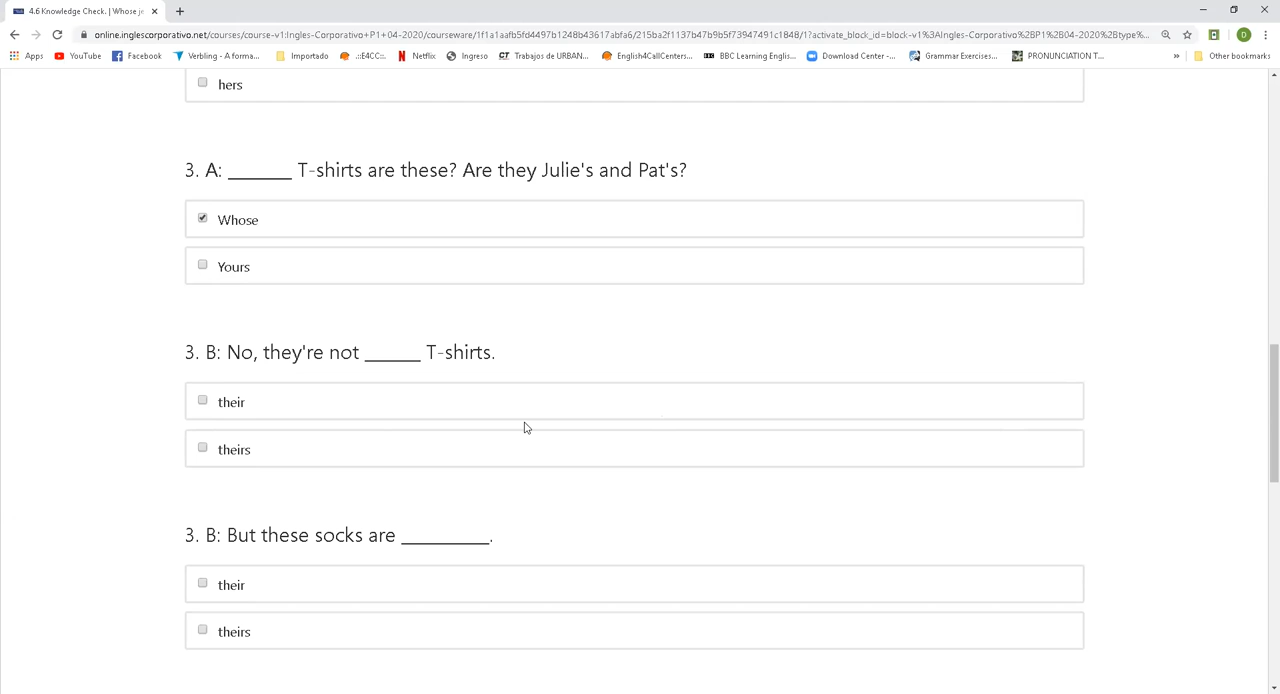 4.6 Knowledge Check. | Whose je
online.inglescorporativo.net/courses/course-v1:Ingles-Corporativo+P1+04-2020/courseware/1f1a1aafb5fd4497b1248b43617abfa6/215ba2f1137b47b9b5f73947491c1848/1?activate_block_id=block-v1%3AIngles-Corporativo%2BP1%2B04-2020%2Btype%...
D
Apps YouTube Facebook Verbling - A forma... Importado .::E4CC::. Netflix Ingreso CT Trabajos de URBAN... English4CallCenters... BBC Learning Englis... Download Center -... Grammar Exercises... PRONUNCIATION T... » Other bookmarks
hers
3. A: _______ T-shirts are these? Are they Julie's and Pat's?
Whose
Yours
3. B: No, they're not ______ T-shirts.
their
theirs
3. B: But these socks are __________.
their
theirs